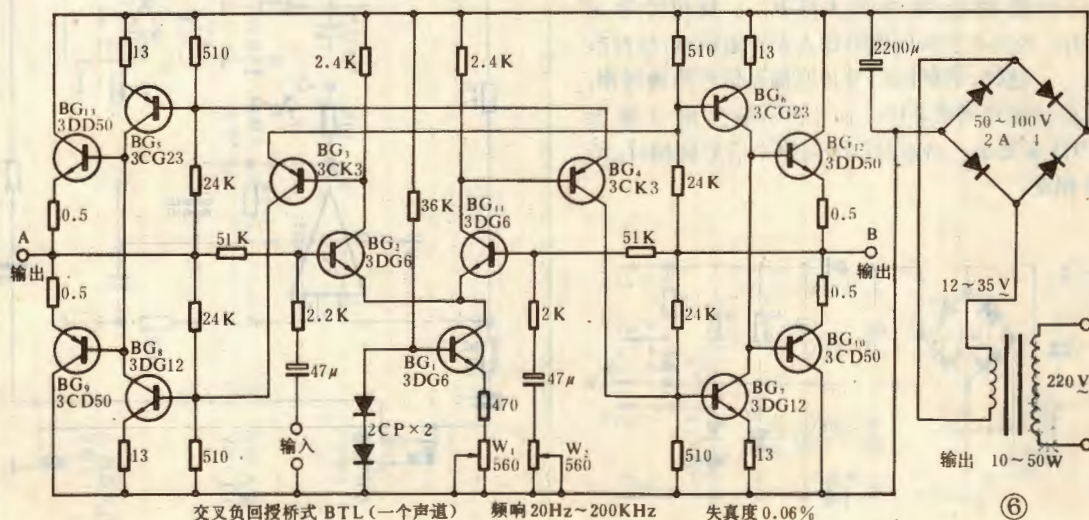 13
510
2.4K
2.4K
510
13
2200μ
BG₁₃
3DD50
BG₅
3CG23
BG₆
3CG23
50~100V
2A
BG₃
3CK3
BG₁₂
3DD50
BG₄
3CK3
24K
36K
24K
0.5
BG₁₁
3DG6
0.5
A
输出
51K
BG₂
3DG6
51K
B
输出
0.5
0.5
12~35V
24K
2.2K
2K
24K
BG₈
3DG12
BG₉
3CD50
BG₁₀
3CD50
47μ
BG₁
3DG6
47μ
BG₇
3DG12
220V
470
2CP×2
输入
13
510
W₁
560
W₂
560
510
13
输出 10~50W
交叉负回授桥式 BTL(一个声道) 频响20Hz~200KHz 失真度0.06%
⑥